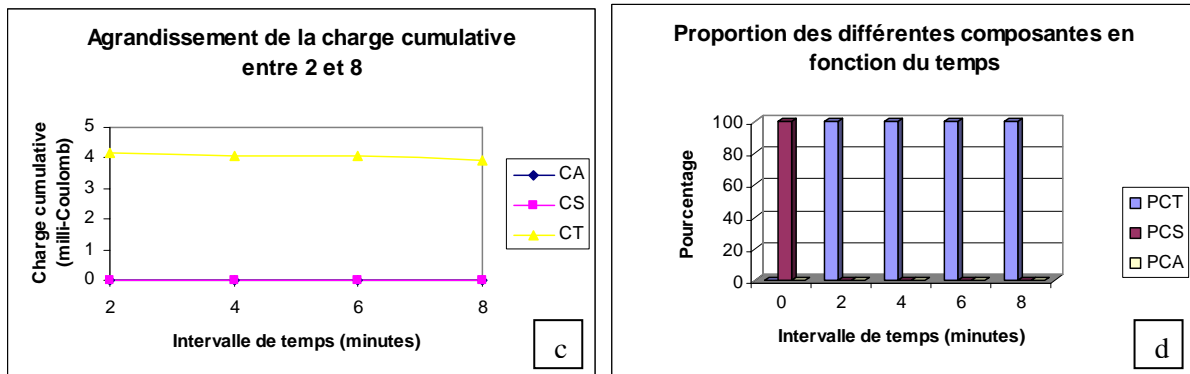 Agrandissement de la charge cumulative
entre 2 et 8
Charge cumulative
(milli-Coulomb)
5
4
3
2
1
0
2 4 6 8
Intervalle de temps (minutes)
CA
CS
CT
c
Proportion des différentes composantes en
fonction du temps
Pourcentage
100
80
60
40
20
0
0 2 4 6 8
Intervalle de temps (minutes)
PCT
PCS
PCA
d